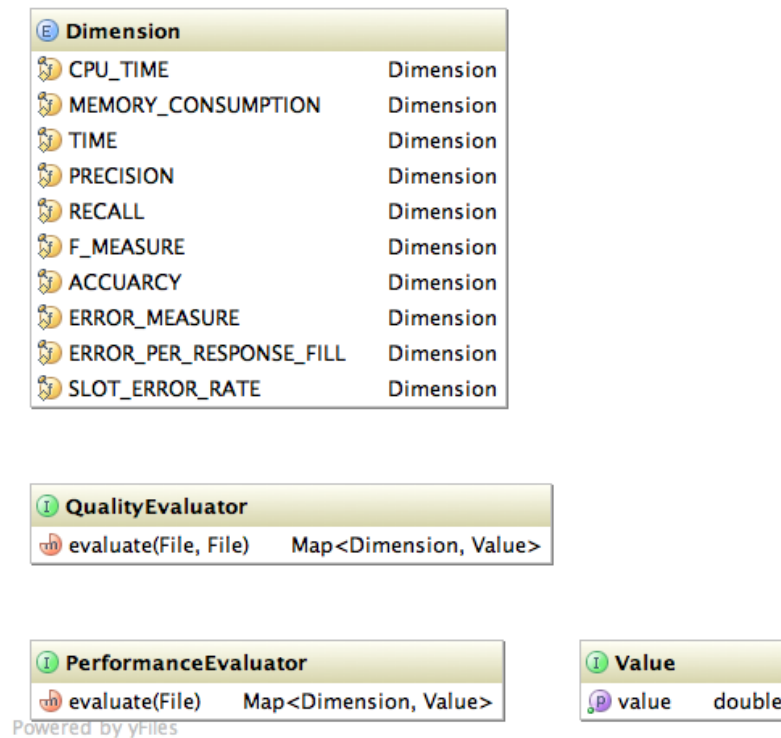 E Dimension
f CPU_TIME Dimension
f MEMORY_CONSUMPTION Dimension
f TIME Dimension
f PRECISION Dimension
f RECALL Dimension
f F_MEASURE Dimension
f ACCUARCY Dimension
f ERROR_MEASURE Dimension
f ERROR_PER_RESPONSE_FILL Dimension
f SLOT_ERROR_RATE Dimension
I QualityEvaluator
m evaluate(File, File) Map<Dimension, Value>
I PerformanceEvaluator
m evaluate(File) Map<Dimension, Value>
I Value
p value double
Powered by yFiles